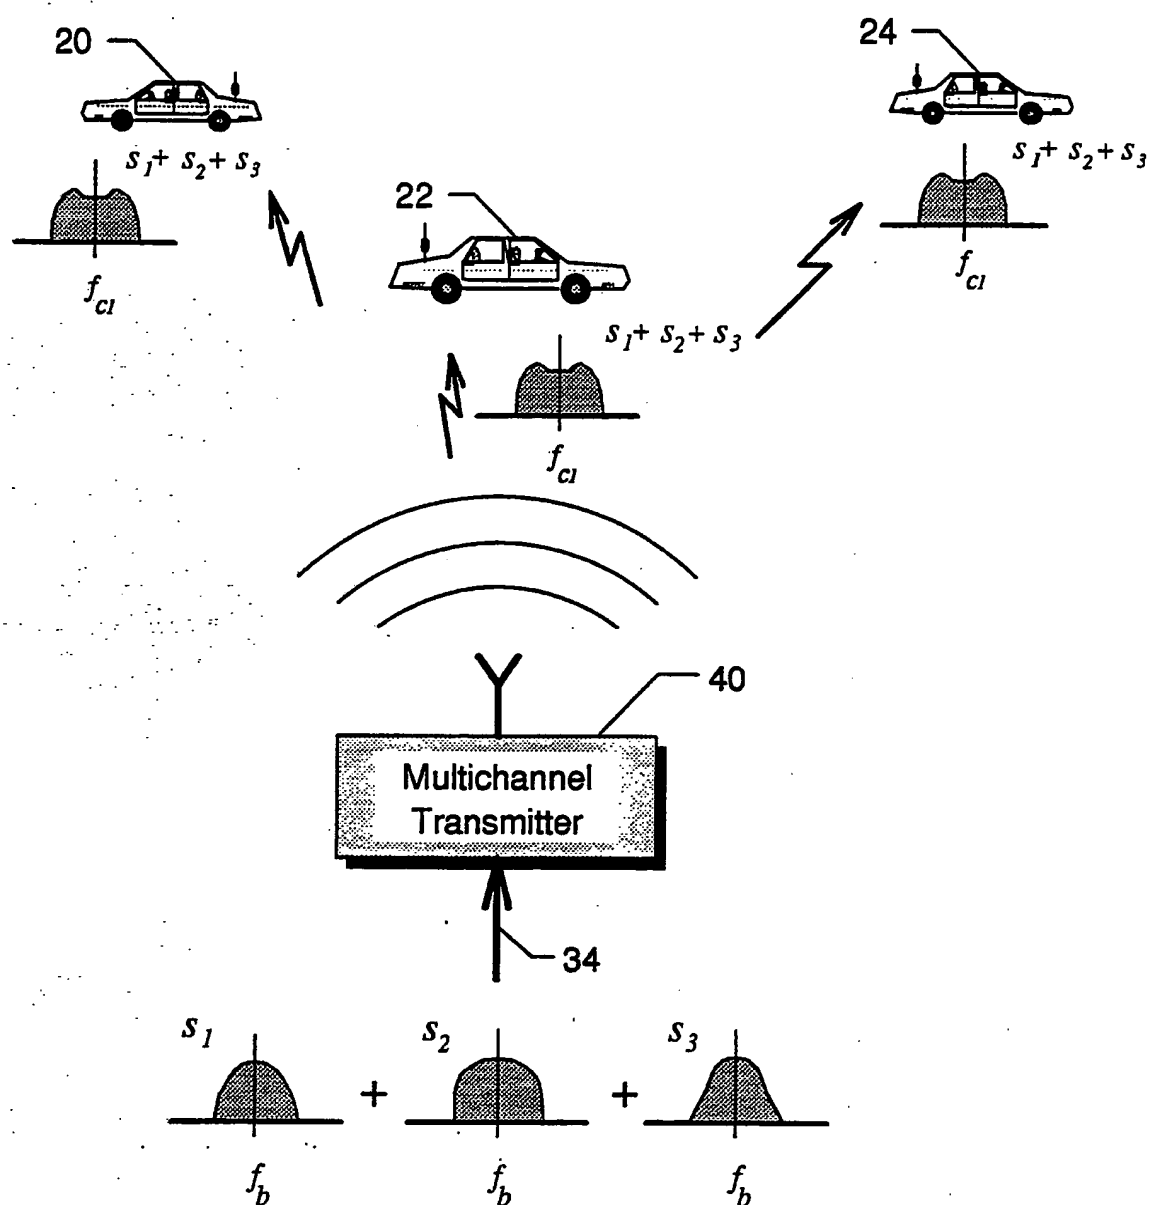 20
24
s1 + s2 + s3
s1 + s2 + s3
fc1
22
fc1
s1 + s2 + s3
fc1
40
Multichannel
Transmitter
34
s1 + s2 + s3
fb fb fb